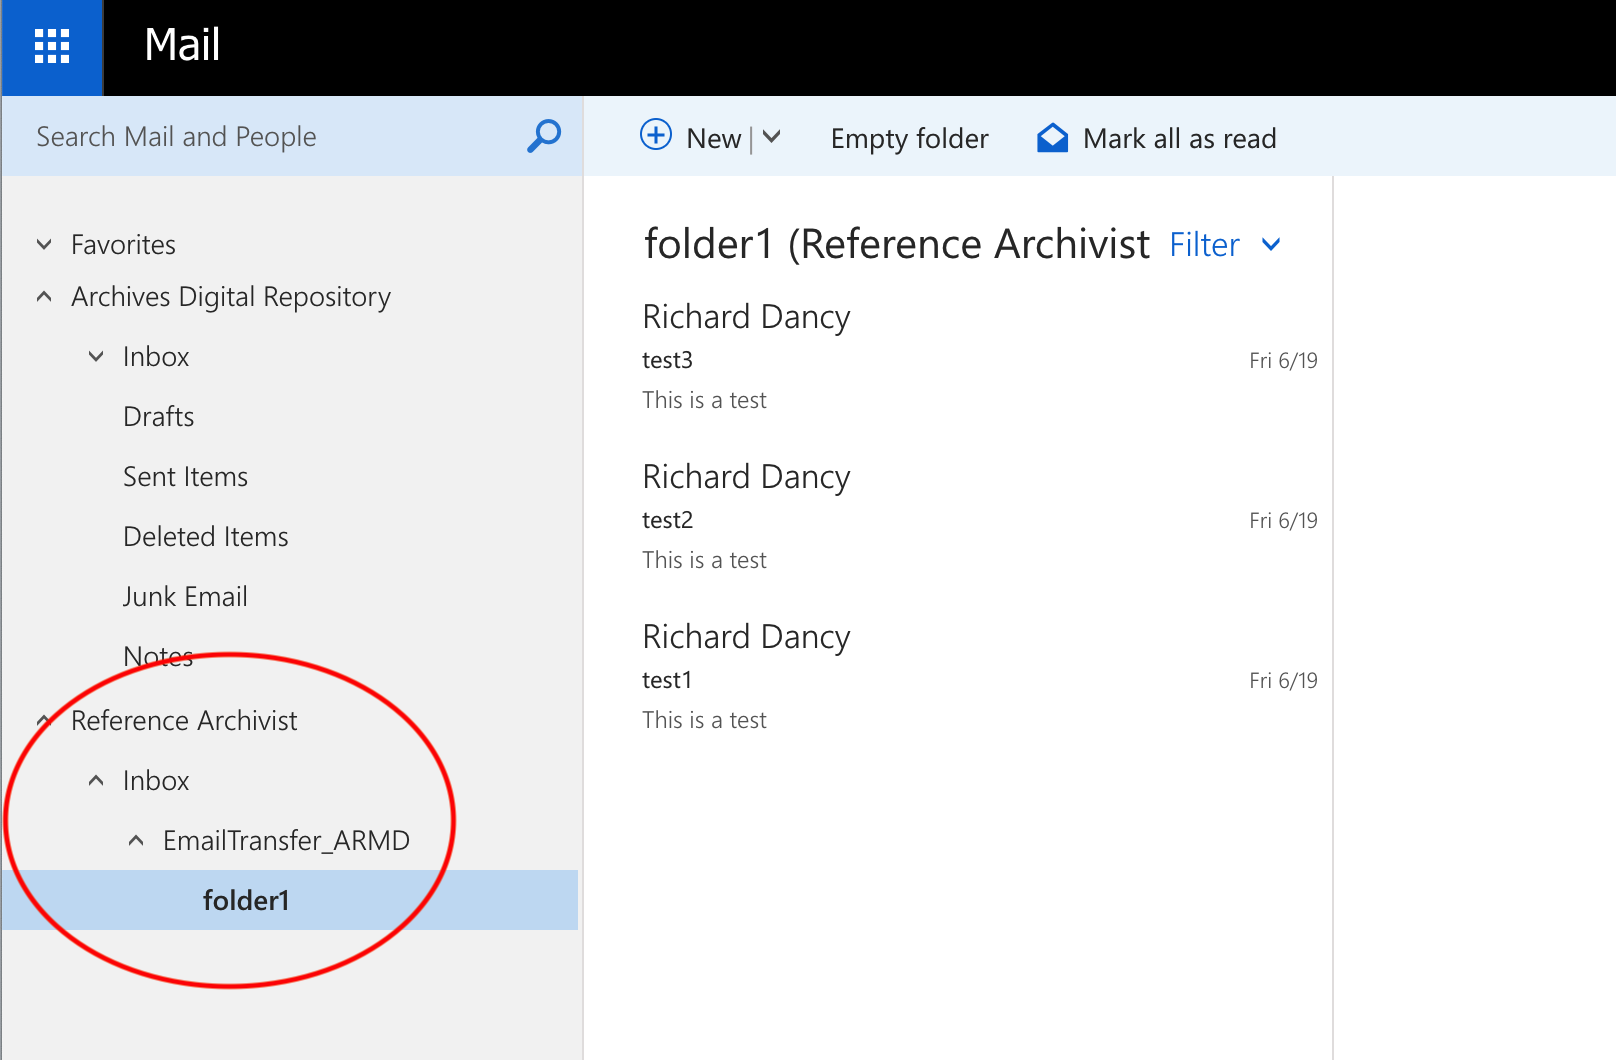 Mail
Search Mail and People
New | Empty folder Mark all as read
Favorites
Archives Digital Repository
Inbox
Drafts
Sent Items
Deleted Items
Junk Email
Notes
Reference Archivist
Inbox
EmailTransfer_ARMD
folder1
folder1 (Reference Archivist Filter
Richard Dancy
test3 Fri 6/19
This is a test
Richard Dancy
test2 Fri 6/19
This is a test
Richard Dancy
test1 Fri 6/19
This is a test